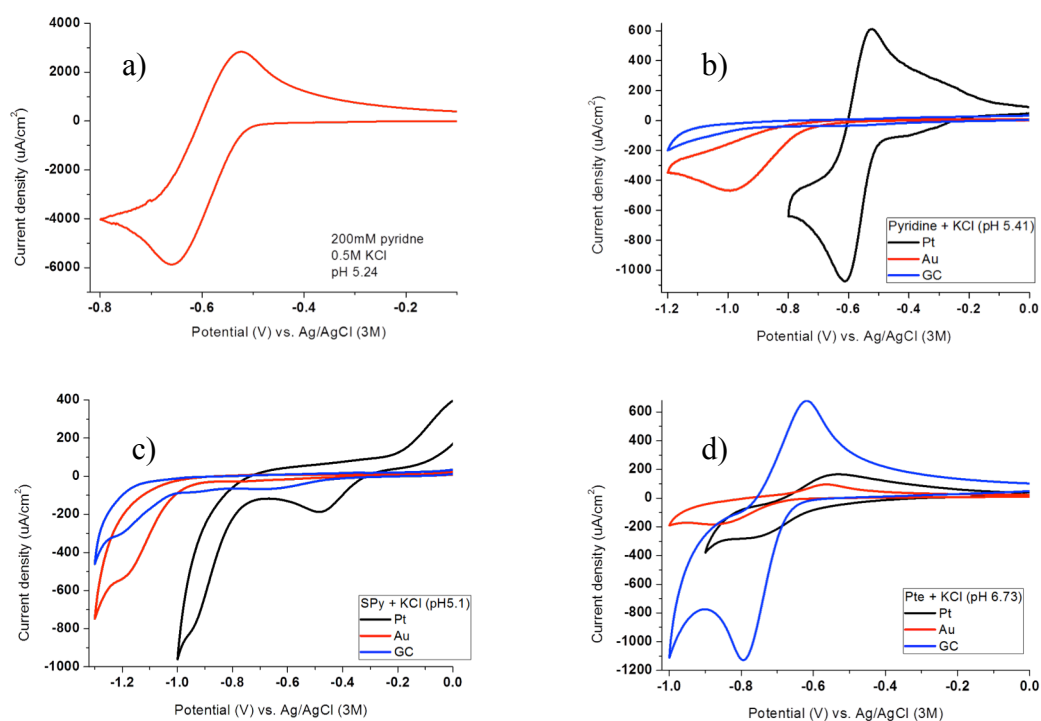 a)
4000
2000
0
-2000
-4000
-6000
Current density (uA/cm²)
200mM pyridne
0.5M KCl
pH 5.24
-0.8
-0.6
-0.4
-0.2
Potential (V) vs. Ag/AgCl (3M)
b)
600
400
200
0
-200
-400
-600
-800
-1000
Current density (uA/cm²)
Pyridine + KCl (pH 5.41)
Pt
Au
GC
-1.2
-1.0
-0.8
-0.6
-0.4
-0.2
0.0
Potential (V) vs. Ag/AgCl (3M)
c)
400
200
0
-200
-400
-600
-800
-1000
Current density (uA/cm²)
SPy + KCl (pH5.1)
Pt
Au
GC
-1.2
-1.0
-0.8
-0.6
-0.4
-0.2
0.0
Potential (V) vs. Ag/AgCl (3M)
d)
600
400
200
0
-200
-400
-600
-800
-1000
-1200
Current density (uA/cm²)
Pte + KCl (pH 6.73)
Pt
Au
GC
-1.0
-0.8
-0.6
-0.4
-0.2
0.0
Potential (V) vs. Ag/AgCl (3M)